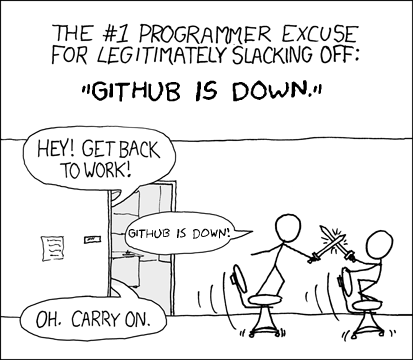 THE #1 PROGRAMMER EXCUSE
FOR LEGITIMATELY SLACKING OFF:
"GITHUB IS DOWN."
HEY! GET BACK
TO WORK!
GITHUB IS DOWN!
OH. CARRY ON.